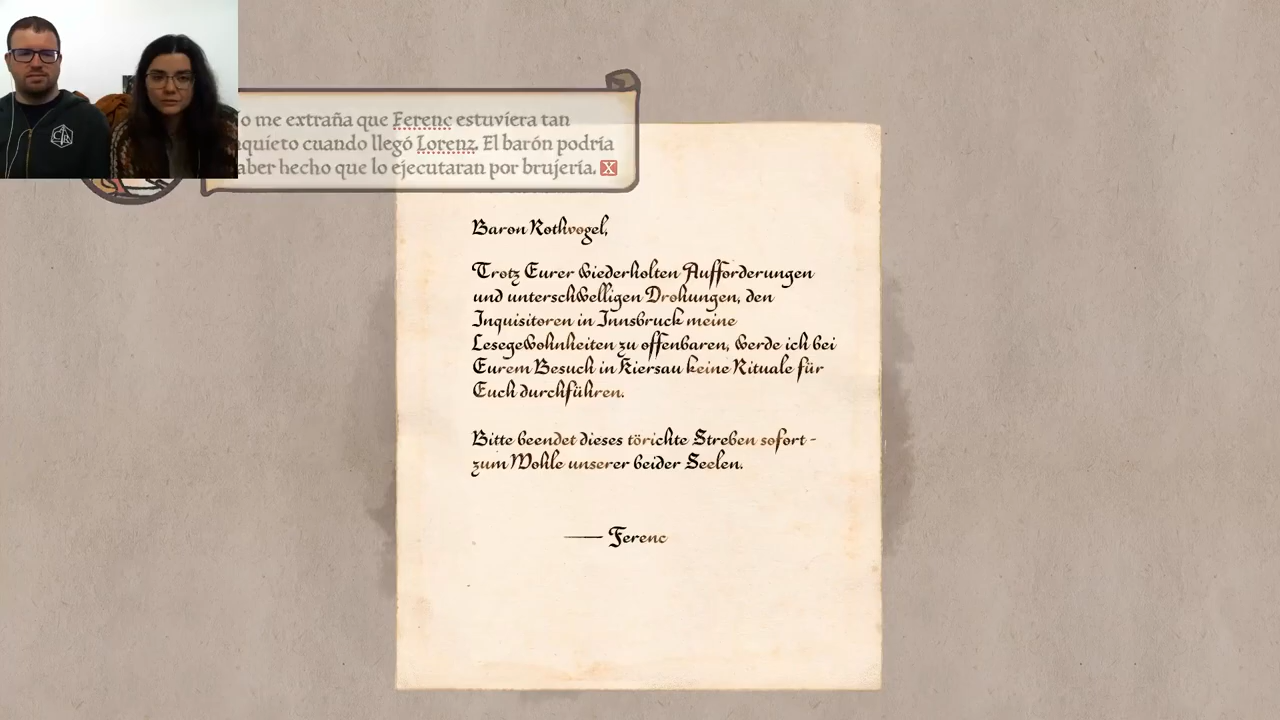 me extraña que Ferenc estuviera tan
cuando llegó Lorenz. El barón podría
hecho que lo ejecutaran por brujería. X
Baron Rothvogel,
Trotz Eurer wiederholten Aufforderungen
und unterschwelligen Drohungen, den
Inquisitoren in Innsbruck meine
Lesegewohnheiten zu offenbaren, werde ich bei
Eurem Besuch in Kiersau keine Rituale für
Euch durchführen.
Bitte beendet dieses törichte Streben sofort -
zum Wohle unserer beider Seelen.
— Ferenc